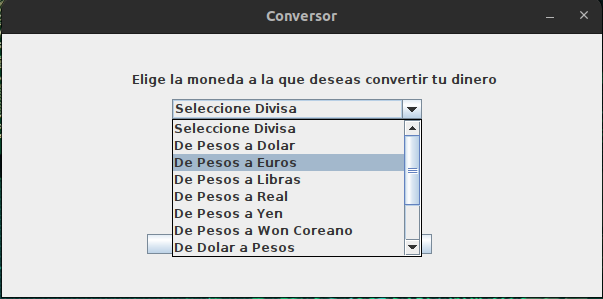 Conversor
Elige la moneda a la que deseas convertir tu dinero
Seleccione Divisa
Seleccione Divisa
De Pesos a Dolar
De Pesos a Euros
De Pesos a Libras
De Pesos a Real
De Pesos a Yen
De Pesos a Won Coreano
De Dolar a Pesos